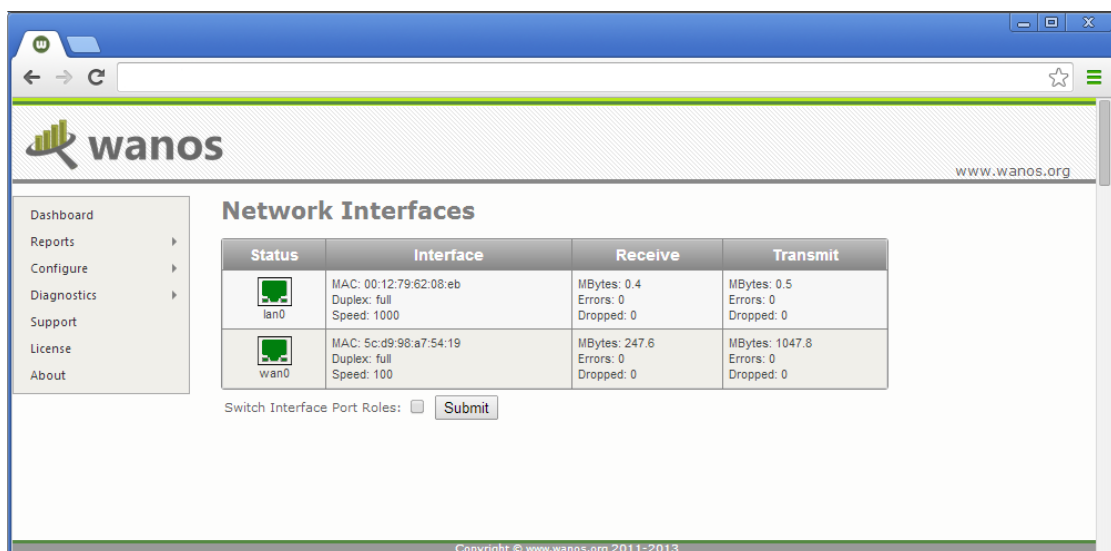 wanos
www.wanos.org
Dashboard
Reports
Configure
Diagnostics
Support
License
About
Network Interfaces
Status Interface Receive Transmit
lan0
MAC: 00:12:79:62:08:eb
Duplex: full
Speed: 1000
MBytes: 0.4
Errors: 0
Dropped: 0
MBytes: 0.5
Errors: 0
Dropped: 0
wan0
MAC: 5c:d9:98:a7:54:19
Duplex: full
Speed: 100
MBytes: 247.6
Errors: 0
Dropped: 0
MBytes: 1047.8
Errors: 0
Dropped: 0
Switch Interface Port Roles: Submit
Copyright © www.wanos.org 2011-2013